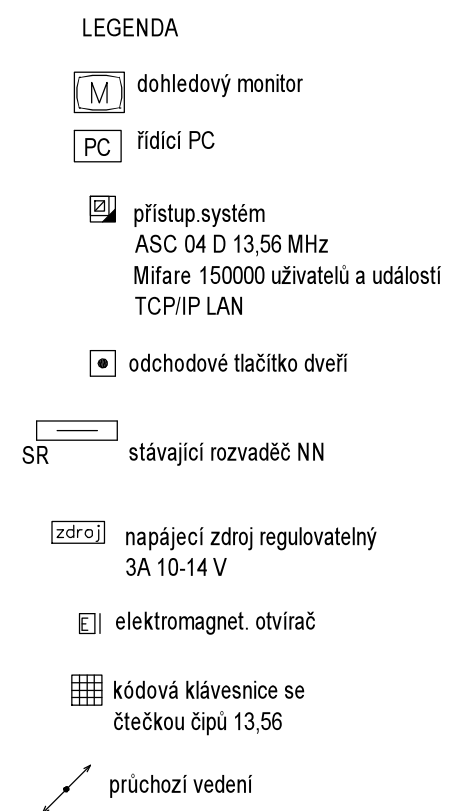 LEGENDA
M dohledový monitor
PC řídící PC
přístup.systém
ASC 04 D 13,56 MHz
Mifare 150000 uživatelů a událostí
TCP/IP LAN
odchodové tlačítko dveří
SR stávající rozvaděč NN
zdroj napájecí zdroj regulovatelný
3A 10-14 V
E elektromagnet. otvírač
kódová klávesnice se
čtečkou čipů 13,56
průchozí vedení